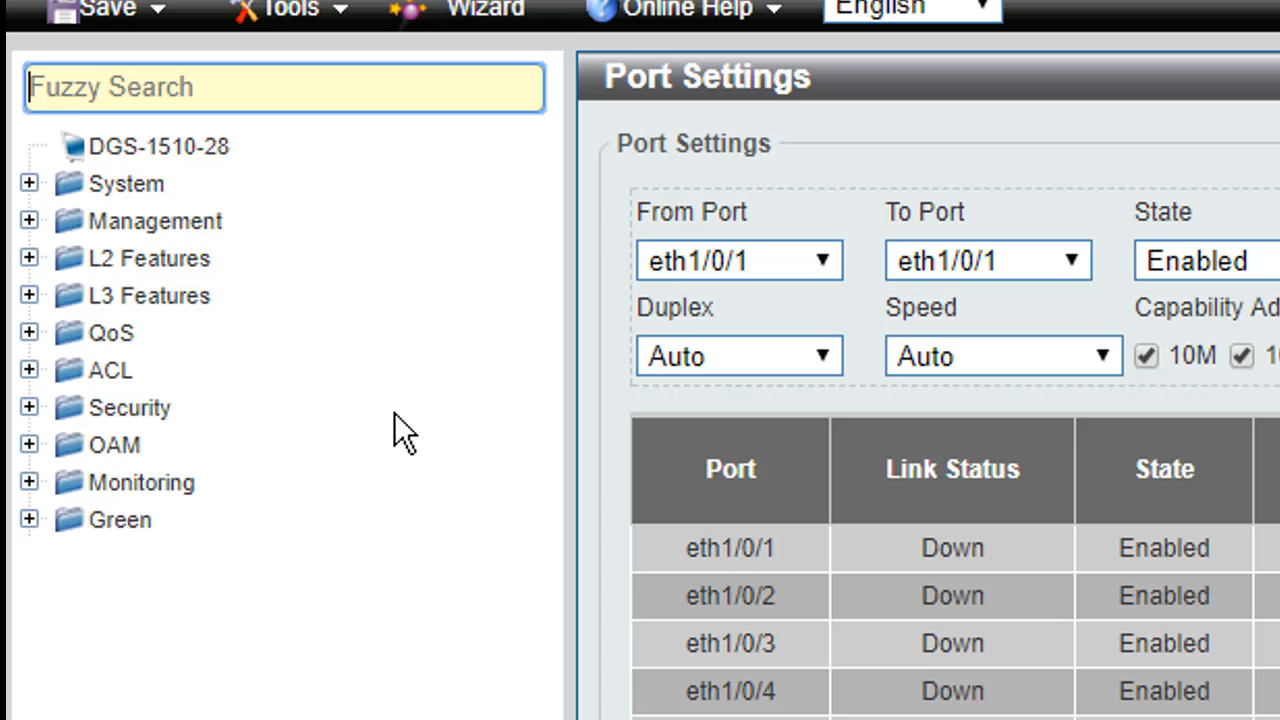 Save Tools Wizard Online Help English
Fuzzy Search
DGS-1510-28
System
Management
L2 Features
L3 Features
QoS
ACL
Security
OAM
Monitoring
Green
Port Settings
Port Settings
From Port To Port State
eth1/0/1 eth1/0/1 Enabled
Duplex Speed Capability Ad
Auto Auto 10M
Port Link Status State
eth1/0/1 Down Enabled
eth1/0/2 Down Enabled
eth1/0/3 Down Enabled
eth1/0/4 Down Enabled